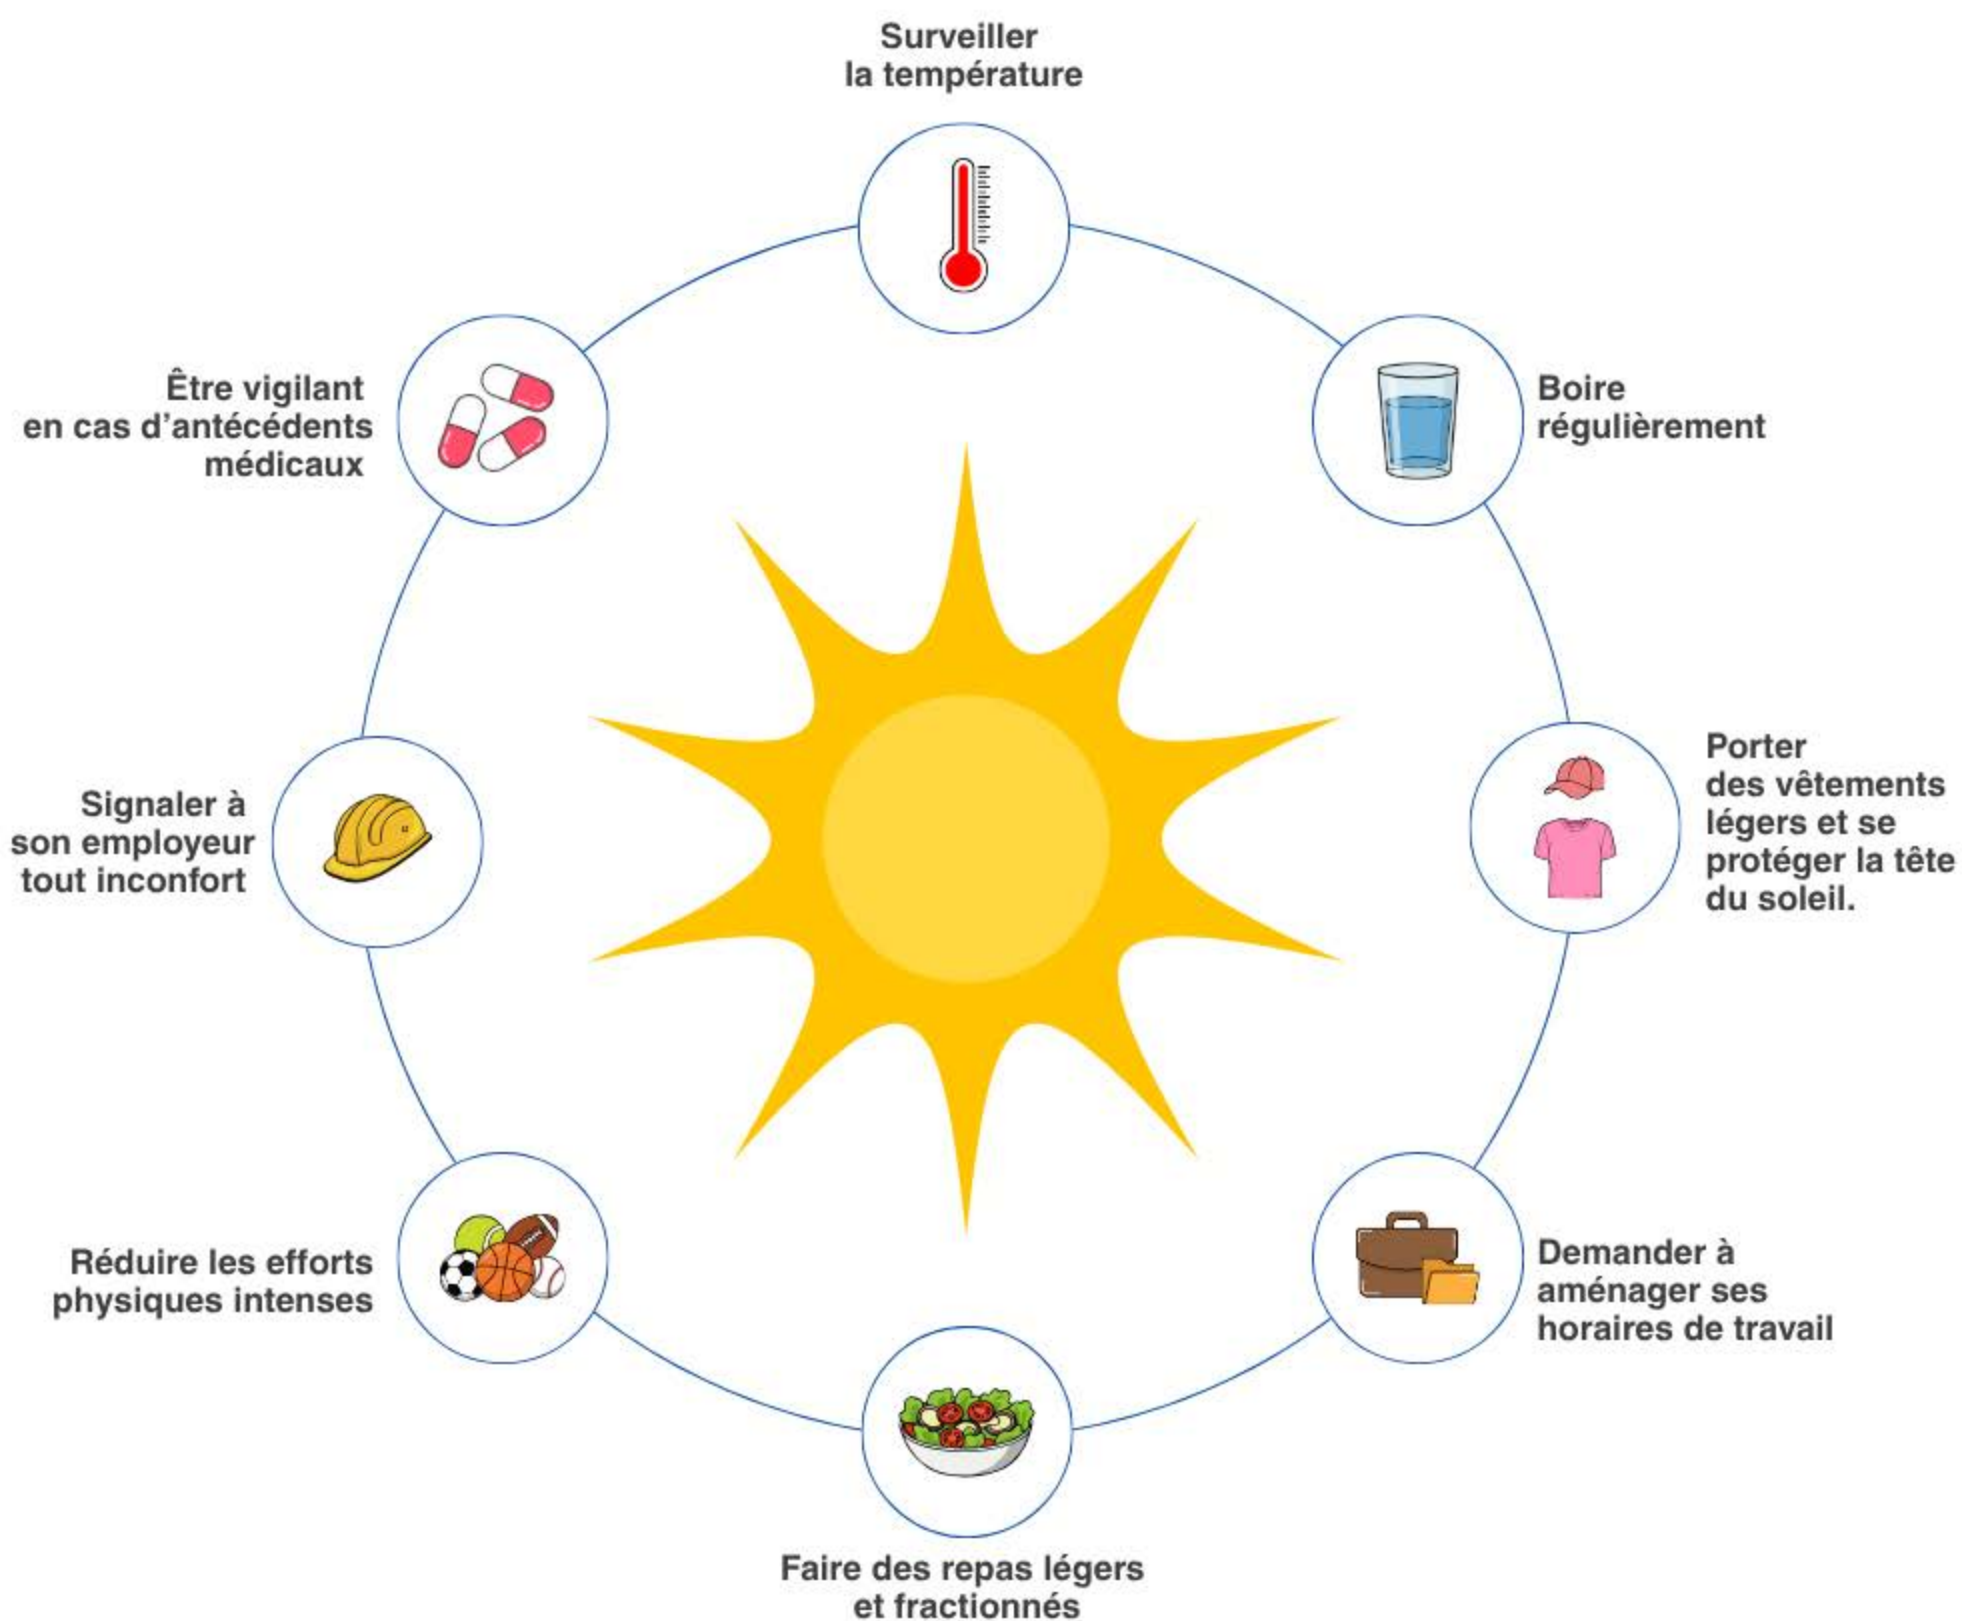 Surveiller
la température
Boire
régulièrement
Porter
des vêtements
légers et se
protéger la tête
du soleil.
Demander à
aménager ses
horaires de travail
Faire des repas légers
et fractionnés
Réduire les efforts
physiques intenses
Signaler à
son employeur
tout inconfort
Être vigilant
en cas d’antécédents
médicaux